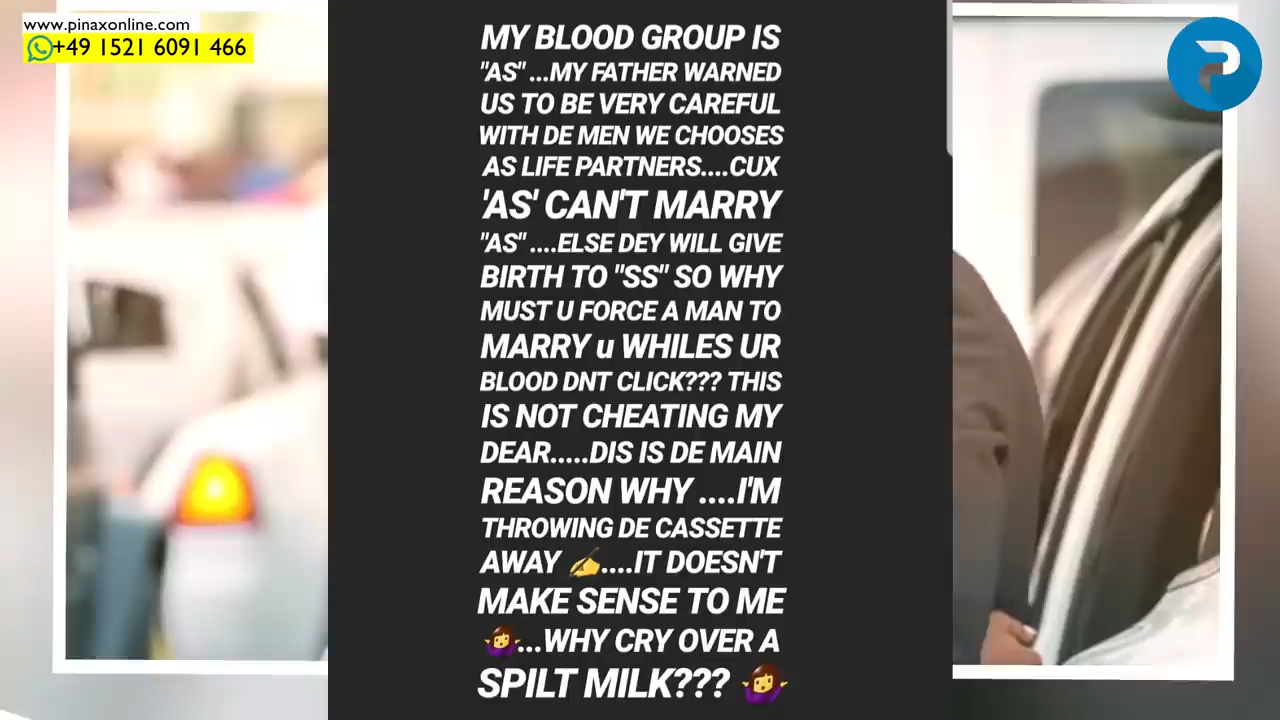 www.pinaxonline.com
+49 1521 6091 466
MY BLOOD GROUP IS
"AS" ...MY FATHER WARNED
US TO BE VERY CAREFUL
WITH DE MEN WE CHOOSES
AS LIFE PARTNERS....CUX
'AS' CAN'T MARRY
"AS" ....ELSE DEY WILL GIVE
BIRTH TO "SS" SO WHY
MUST U FORCE A MAN TO
MARRY u WHILES UR
BLOOD DNT CLICK??? THIS
IS NOT CHEATING MY
DEAR.....DIS IS DE MAIN
REASON WHY ....I'M
THROWING DE CASSETTE
AWAY ✍️....IT DOESN'T
MAKE SENSE TO ME
🤷‍♀️...WHY CRY OVER A
SPILT MILK??? 🤷‍♀️